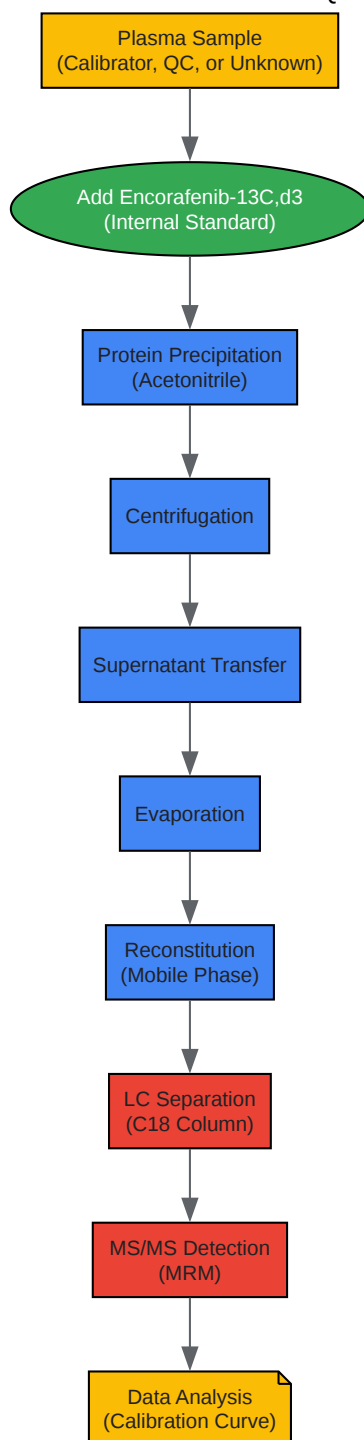 Plasma Sample
(Calibrator, QC, or Unknown)
Add Encorafenib-13C,d3
(Internal Standard)
Protein Precipitation
(Acetonitrile)
Centrifugation
Supernatant Transfer
Evaporation
Reconstitution
(Mobile Phase)
LC Separation
(C18 Column)
MS/MS Detection
(MRM)
Data Analysis
(Calibration Curve)